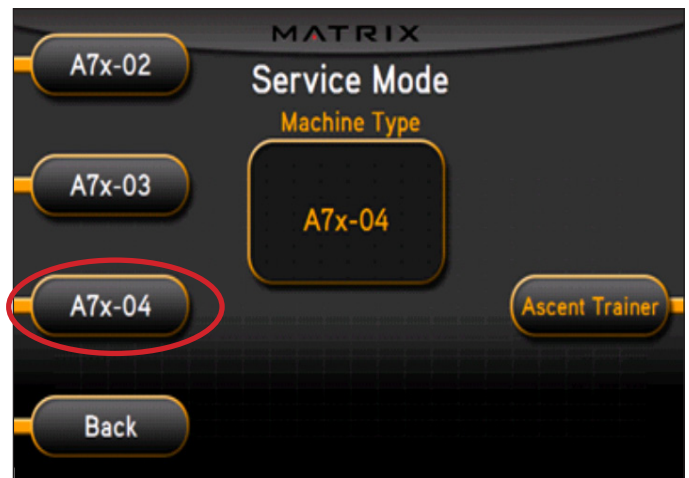 MATRIX
A7x-02
Service Mode
Machine Type
A7x-03
A7x-04
A7x-04
Ascent Trainer
Back